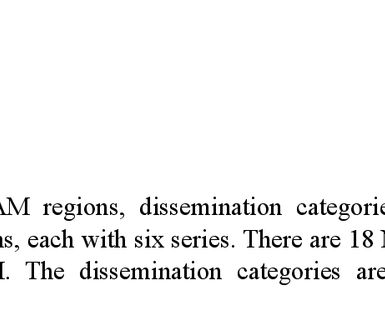 AM regions, dissemination categorie
ns, each with six series. There are 18
The dissemination categories are